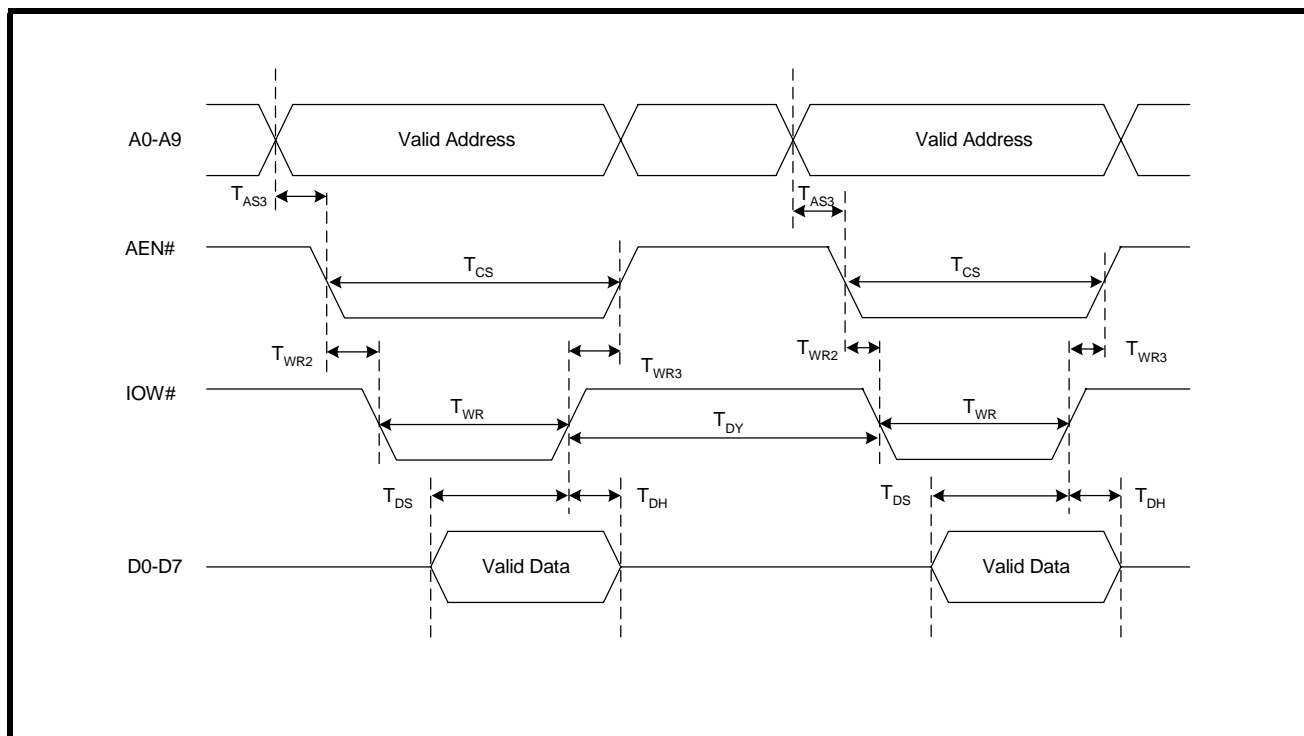 A0-A9
Valid Address
Valid Address
TAS3
TAS3
AEN#
TCS
TCS
TWR2
TWR3
TWR2
TWR3
IOW#
TWR
TDY
TWR
TDS
TDH
TDS
TDH
D0-D7
Valid Data
Valid Data